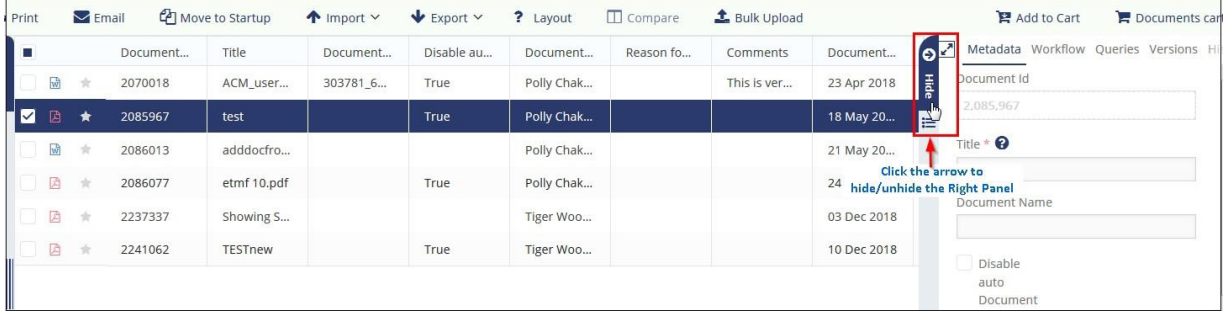 Print Email Move to Startup Import Export ? Layout Compare Bulk Upload Add to Cart Documents cart
Document... Title Document... Disable au... Document... Reason fo... Comments Document... Metadata Workflow Queries Versions Hi
2070018 ACM_user... 303781_6... True Polly Chak... This is ver... 23 Apr 2018 Hide Document Id
2085967 test True Polly Chak... 18 May 20... 2,085,967
2086013 adddocfro... Polly Chak... 21 May 20... Title * ?
Click the arrow to
2086077 etmf 10.pdf True Polly Chak... 24 hide/unhide the Right Panel
Document Name
2237337 Showing S... Tiger Woo... 03 Dec 2018
2241062 TESTnew True Tiger Woo... 10 Dec 2018 Disable
auto
Document